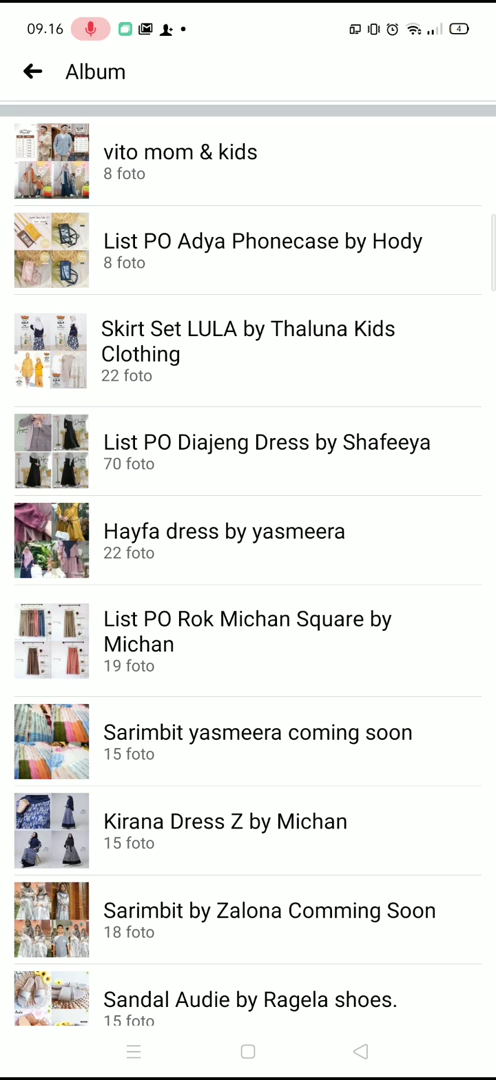 09.16
4
Album
vito mom & kids
8 foto
List PO Adya Phonecase by Hody
8 foto
Skirt Set LULA by Thaluna Kids
Clothing
22 foto
List PO Diajeng Dress by Shafeeya
70 foto
Hayfa dress by yasmeera
22 foto
List PO Rok Michan Square by
Michan
19 foto
Sarimbit yasmeera coming soon
15 foto
Kirana Dress Z by Michan
15 foto
Sarimbit by Zalona Comming Soon
18 foto
Sandal Audie by Ragela shoes.
15 foto